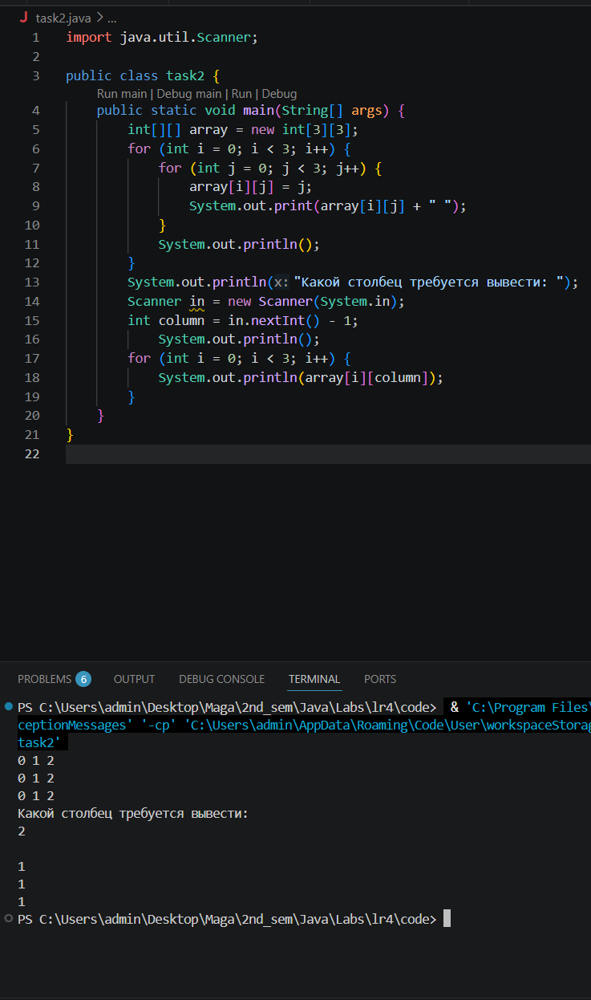 J task2.java > ...
1 import java.util.Scanner;
2
3 public class task2 {
Run main | Debug main | Run | Debug
4 public static void main(String[] args) {
5 int[][] array = new int[3][3];
6 for (int i = 0; i < 3; i++) {
7 for (int j = 0; j < 3; j++) {
8 array[i][j] = j;
9 System.out.print(array[i][j] + " ");
10 }
11 System.out.println();
12 }
13 System.out.println(x: "Какой столбец требуется вывести: ");
14 Scanner in = new Scanner(System.in);
15 int column = in.nextInt() - 1;
16 System.out.println();
17 for (int i = 0; i < 3; i++) {
18 System.out.println(array[i][column]);
19 }
20 }
21 }
22
PROBLEMS 6 OUTPUT DEBUG CONSOLE TERMINAL PORTS
PS C:\Users\admin\Desktop\Maga\2nd_sem\Java\Labs\lr4\code> & 'C:\Program Files\
ceptionMessages' '-cp' 'C:\Users\admin\AppData\Roaming\Code\User\workspaceStorag
task2'
0 1 2
0 1 2
0 1 2
Какой столбец требуется вывести:
2

1
1
1
PS C:\Users\admin\Desktop\Maga\2nd_sem\Java\Labs\lr4\code>